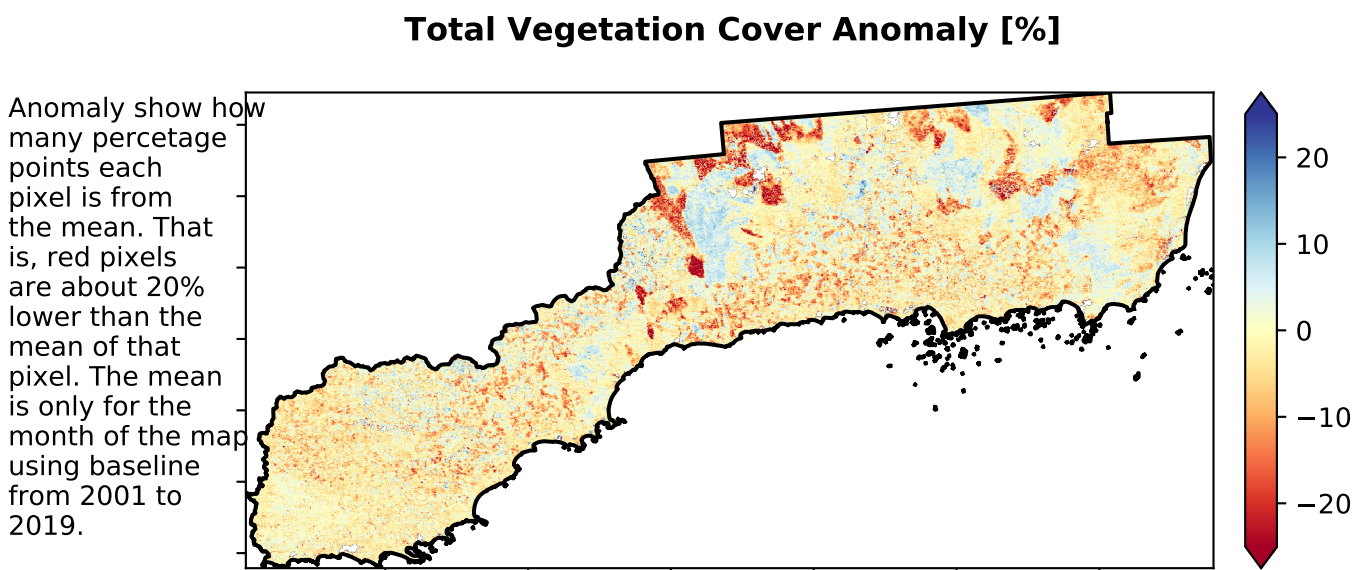 Total Vegetation Cover Anomaly [%]
Anomaly show how
many percetage
points each
pixel is from
the mean. That
is, red pixels
are about 20%
lower than the
mean of that
pixel. The mean
is only for the
month of the map
using baseline
from 2001 to
2019.
20
10
0
−10
−20